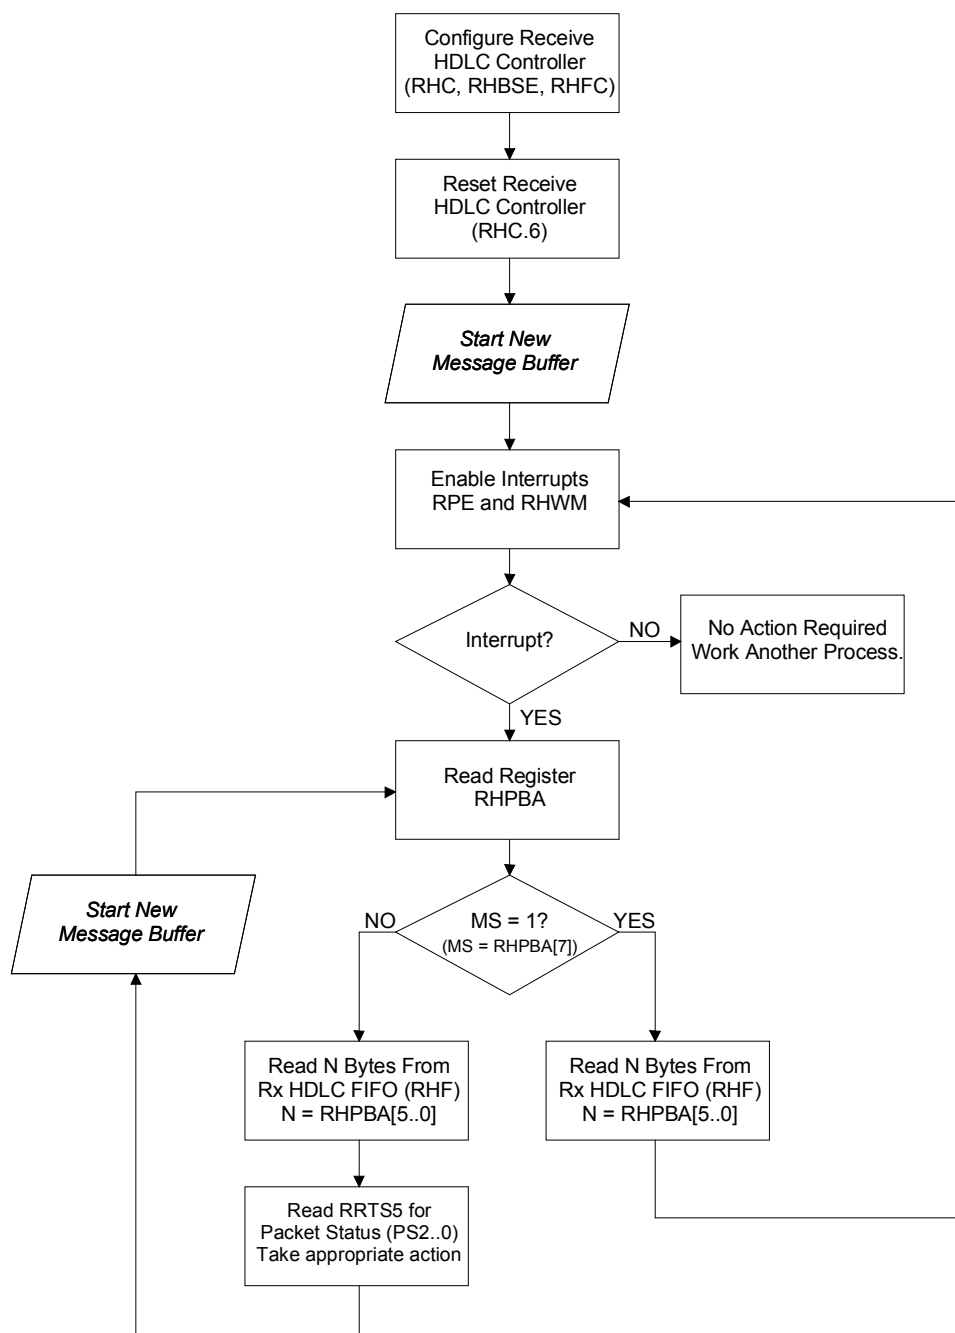 Configure Receive
HDLC Controller
(RHC, RHBSE, RHFC)
Reset Receive
HDLC Controller
(RHC.6)
Start New
Message Buffer
Enable Interrupts
RPE and RHWM
Interrupt?
NO
No Action Required
Work Another Process.
YES
Read Register
RHPBA
Start New
Message Buffer
NO
MS = 1?
(MS = RHPBA[7])
YES
Read N Bytes From
Rx HDLC FIFO (RHF)
N = RHPBA[5..0]
Read N Bytes From
Rx HDLC FIFO (RHF)
N = RHPBA[5..0]
Read RRTS5 for
Packet Status (PS2..0)
Take appropriate action